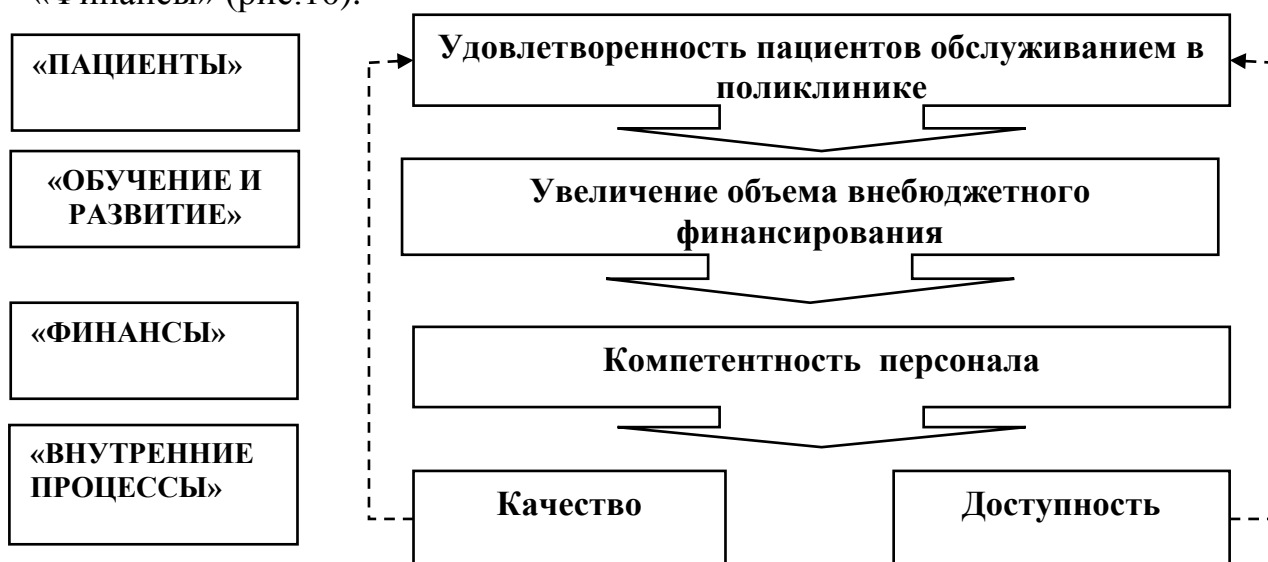 «Финансы» (рис.16).
«ПАЦИЕНТЫ»
Удовлетворенность пациентов обслуживанием в
поликлинике
«ОБУЧЕНИЕ И
РАЗВИТИЕ»
Увеличение объема внебюджетного
финансирования
«ФИНАНСЫ»
Компетентность персонала
«ВНУТРЕННИЕ
ПРОЦЕССЫ»
Качество
Доступность